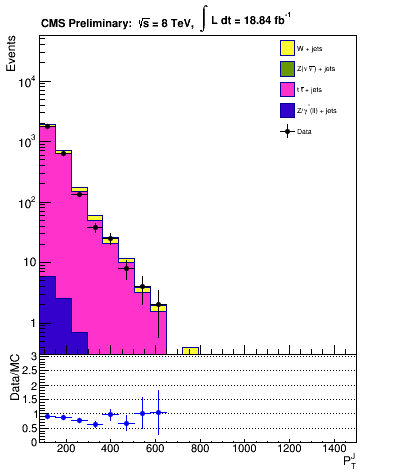 CMS Preliminary: √s = 8 TeV, ∫ L dt = 18.84 fb⁻¹
Events
W + jets
Z(ν ν̅) + jets
t t̅ + jets
Z/γ*(ll) + jets
Data
10⁴
10³
10²
10
1
Data/MC
3
2.5
2
1.5
1
0.5
0
200 400 600 800 1000 1200 1400
P_T^J